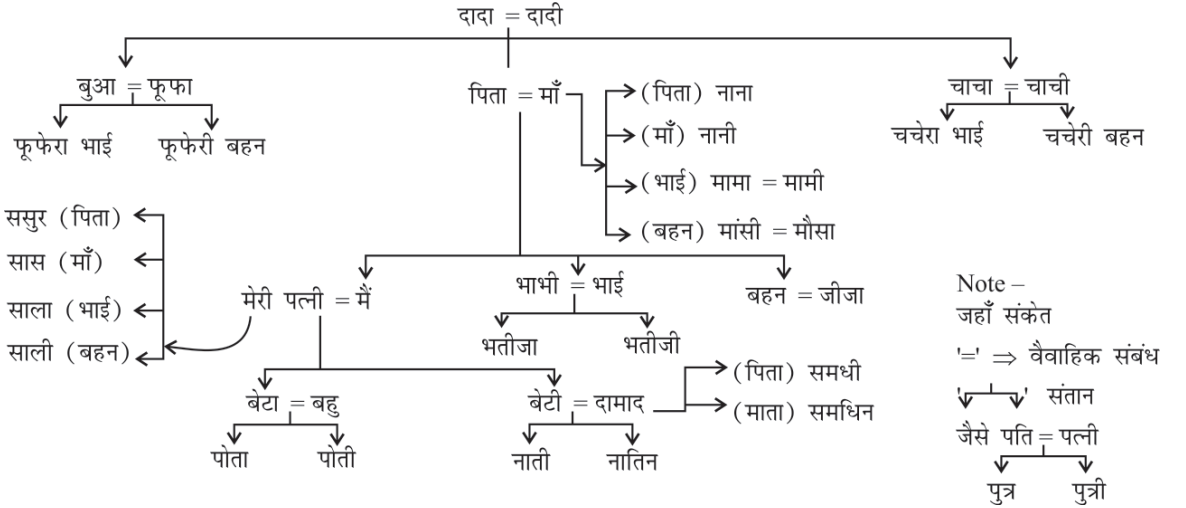 दादा = दादी
बुआ = फूफा
पिता = माँ
(पिता) नाना
चाचा = चाची
फूफेरा भाई
फूफेरी बहन
(माँ) नानी
चचेरा भाई
चचेरी बहन
(भाई) मामा = मामी
(बहन) मांसी = मौसा
ससुर (पिता)
सास (माँ)
साला (भाई)
साली (बहन)
मेरी पत्नी = मैं
भाभी = भाई
बहन = जीजा
भतीजा
भतीजी
बेटा = बहु
बेटी = दामाद
(पिता) समधी
(माता) समधिन
पोता
पोती
नाती
नातिन
Note –
जहाँ संकेत
'=' ⇒ वैवाहिक संबंध
' ' संतान
जैसे पति = पत्नी
पुत्र
पुत्री